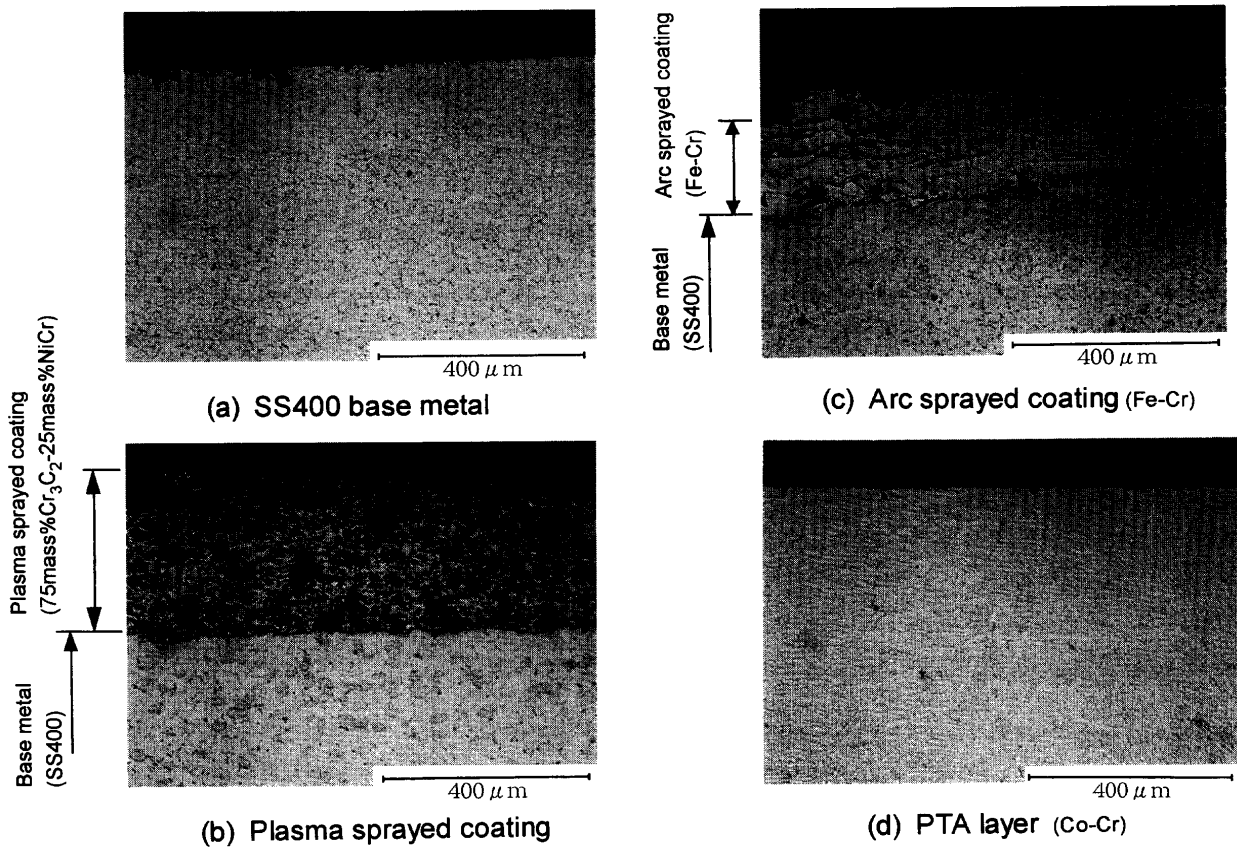 400 μm
(a) SS400 base metal
Plasma sprayed coating
(75mass%Cr₃C₂-25mass%NiCr)
Base metal
(SS400)
400 μm
(b) Plasma sprayed coating
Arc sprayed coating
(Fe-Cr)
Base metal
(SS400)
400 μm
(c) Arc sprayed coating (Fe-Cr)
400 μm
(d) PTA layer (Co-Cr)